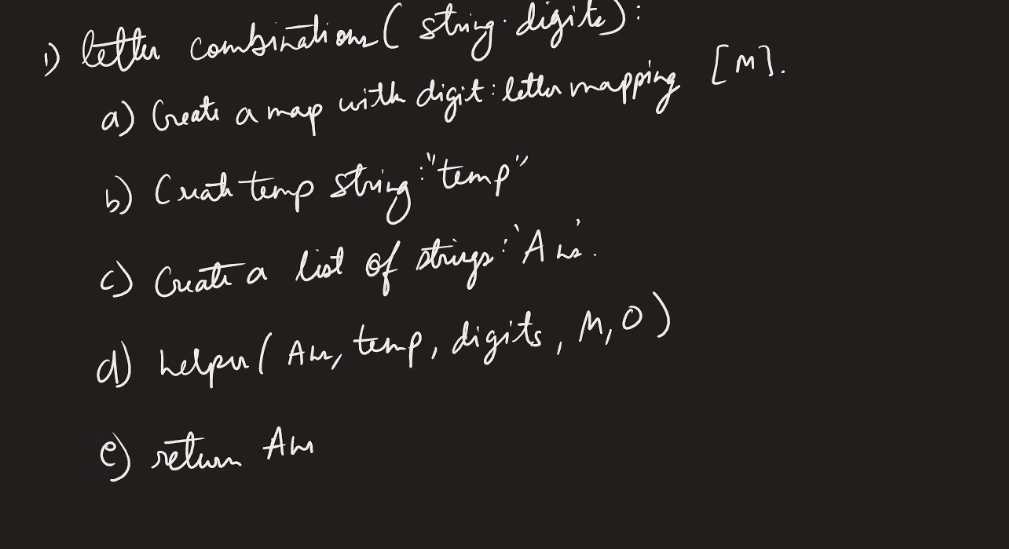 1) letter combinations ( string digits) :
a) Create a map with digit : letter mapping [M].
b) Create temp string : "temp"
c) Create a list of strings : 'Ans'.
d) helper ( Ans, temp, digits, M, 0 )
e) return Ans